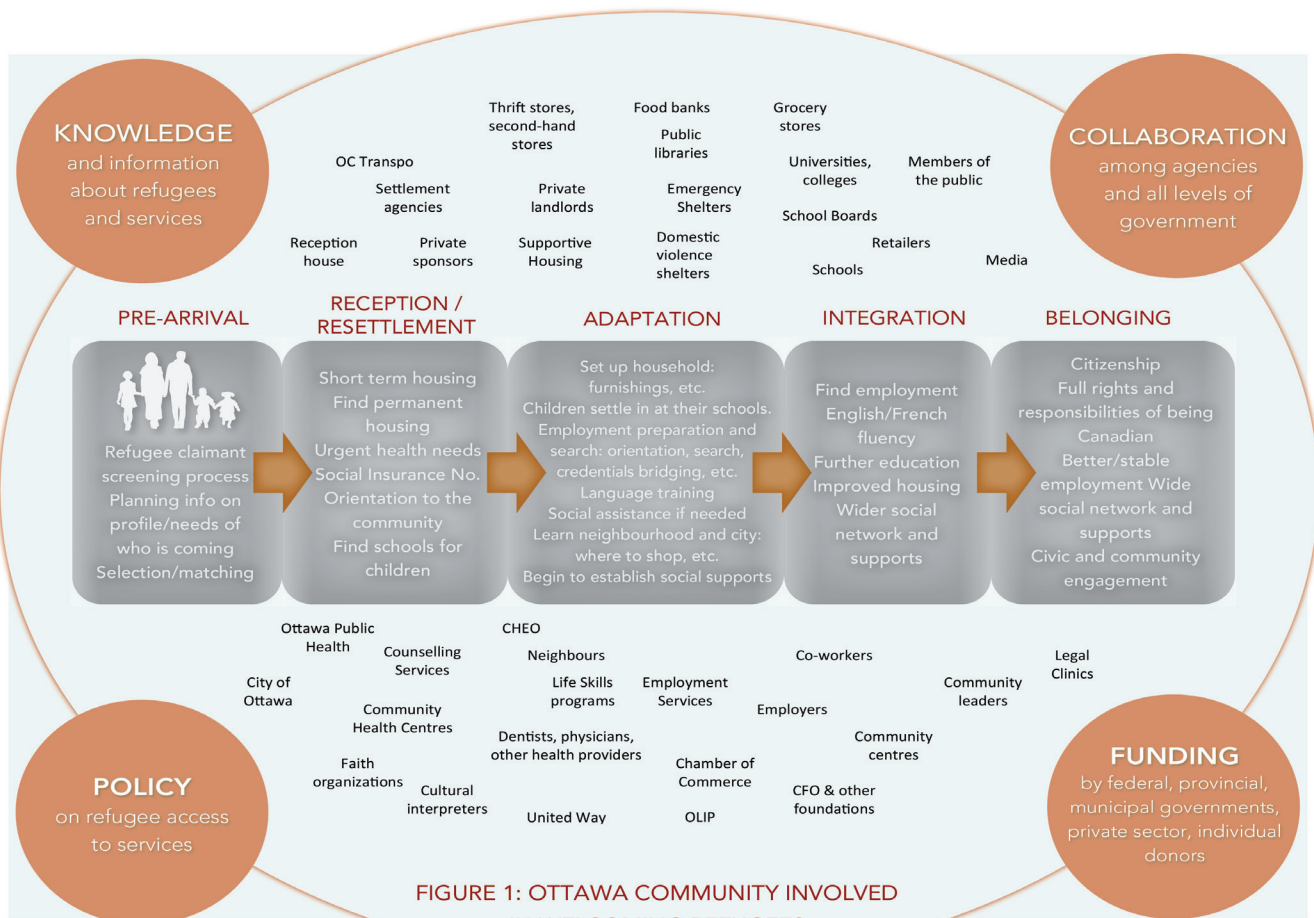 KNOWLEDGE
and information
about refugees
and services
COLLABORATION
among agencies
and all levels of
government
Thrift stores,
second-hand
stores
Food banks
Grocery
stores
Public
libraries
OC Transpo
Universities,
colleges
Members of
the public
Settlement
agencies
Private
landlords
Emergency
Shelters
School Boards
Reception
house
Private
sponsors
Supportive
Housing
Domestic
violence
shelters
Retailers
Schools
Media
PRE-ARRIVAL
RECEPTION /
RESETTLEMENT
ADAPTATION
INTEGRATION
BELONGING
Refugee claimant
screening process
Planning info on
profile/needs of
who is coming
Selection/matching
Short term housing
Find permanent
housing
Urgent health needs
Social Insurance No.
Orientation to the
community
Find schools for
children
Set up household:
furnishings, etc.
Children settle in at their schools.
Employment preparation and
search: orientation, search,
credentials bridging, etc.
Language training
Social assistance if needed
Learn neighbourhood and city:
where to shop, etc.
Begin to establish social supports
Find employment
English/French
fluency
Further education
Improved housing
Wider social
network and
supports
Citizenship
Full rights and
responsibilities of being
Canadian
Better/stable
employment Wide
social network and
supports
Civic and community
engagement
Ottawa Public
Health
Counselling
Services
CHEO
Neighbours
Co-workers
Legal
Clinics
City of
Ottawa
Life Skills
programs
Employment
Services
Community
leaders
Community
Health Centres
Employers
Dentists, physicians,
other health providers
Community
centres
Faith
organizations
Chamber of
Commerce
Cultural
interpreters
CFO & other
foundations
United Way
OLIP
POLICY
on refugee access
to services
FUNDING
by federal, provincial,
municipal governments,
private sector, individual
donors
FIGURE 1: OTTAWA COMMUNITY INVOLVED